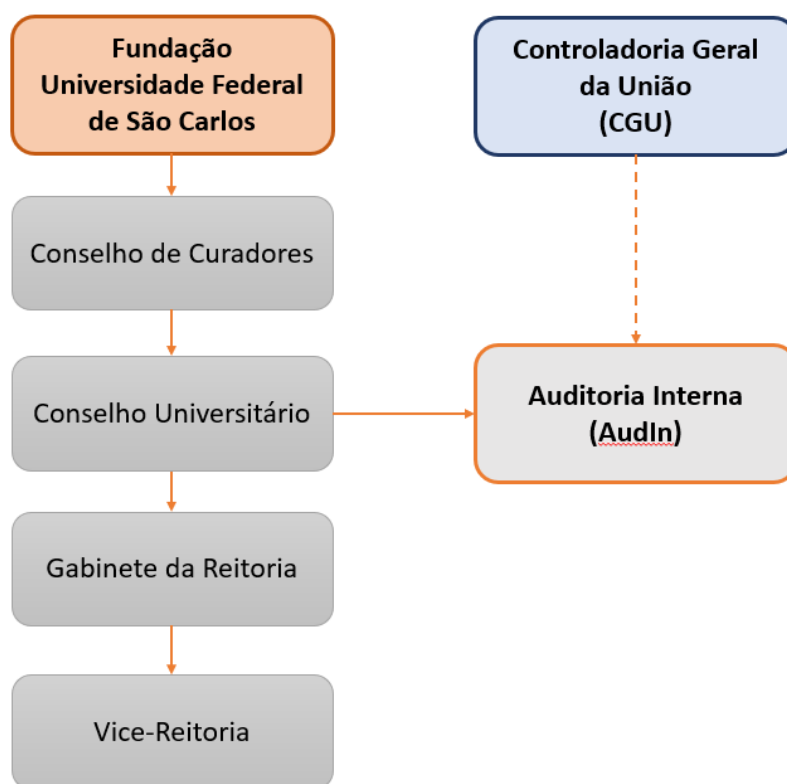 Fundação
Universidade Federal
de São Carlos
Controladoria Geral
da União
(CGU)
Conselho de Curadores
Conselho Universitário
Auditoria Interna
(AudIn)
Gabinete da Reitoria
Vice-Reitoria